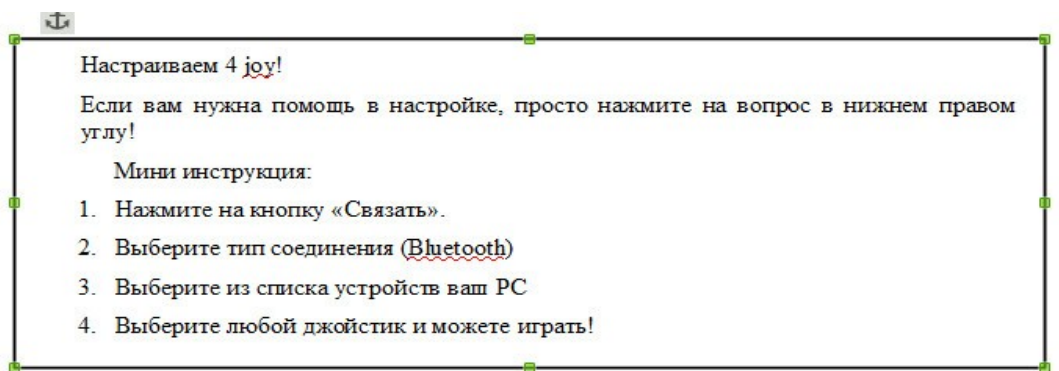 Настраиваем 4 joy!
Если вам нужна помощь в настройке, просто нажмите на вопрос в нижнем правом
углу!
Мини инструкция:
1. Нажмите на кнопку «Связать».
2. Выберите тип соединения (Bluetooth)
3. Выберите из списка устройств ваш PC
4. Выберите любой джойстик и можете играть!